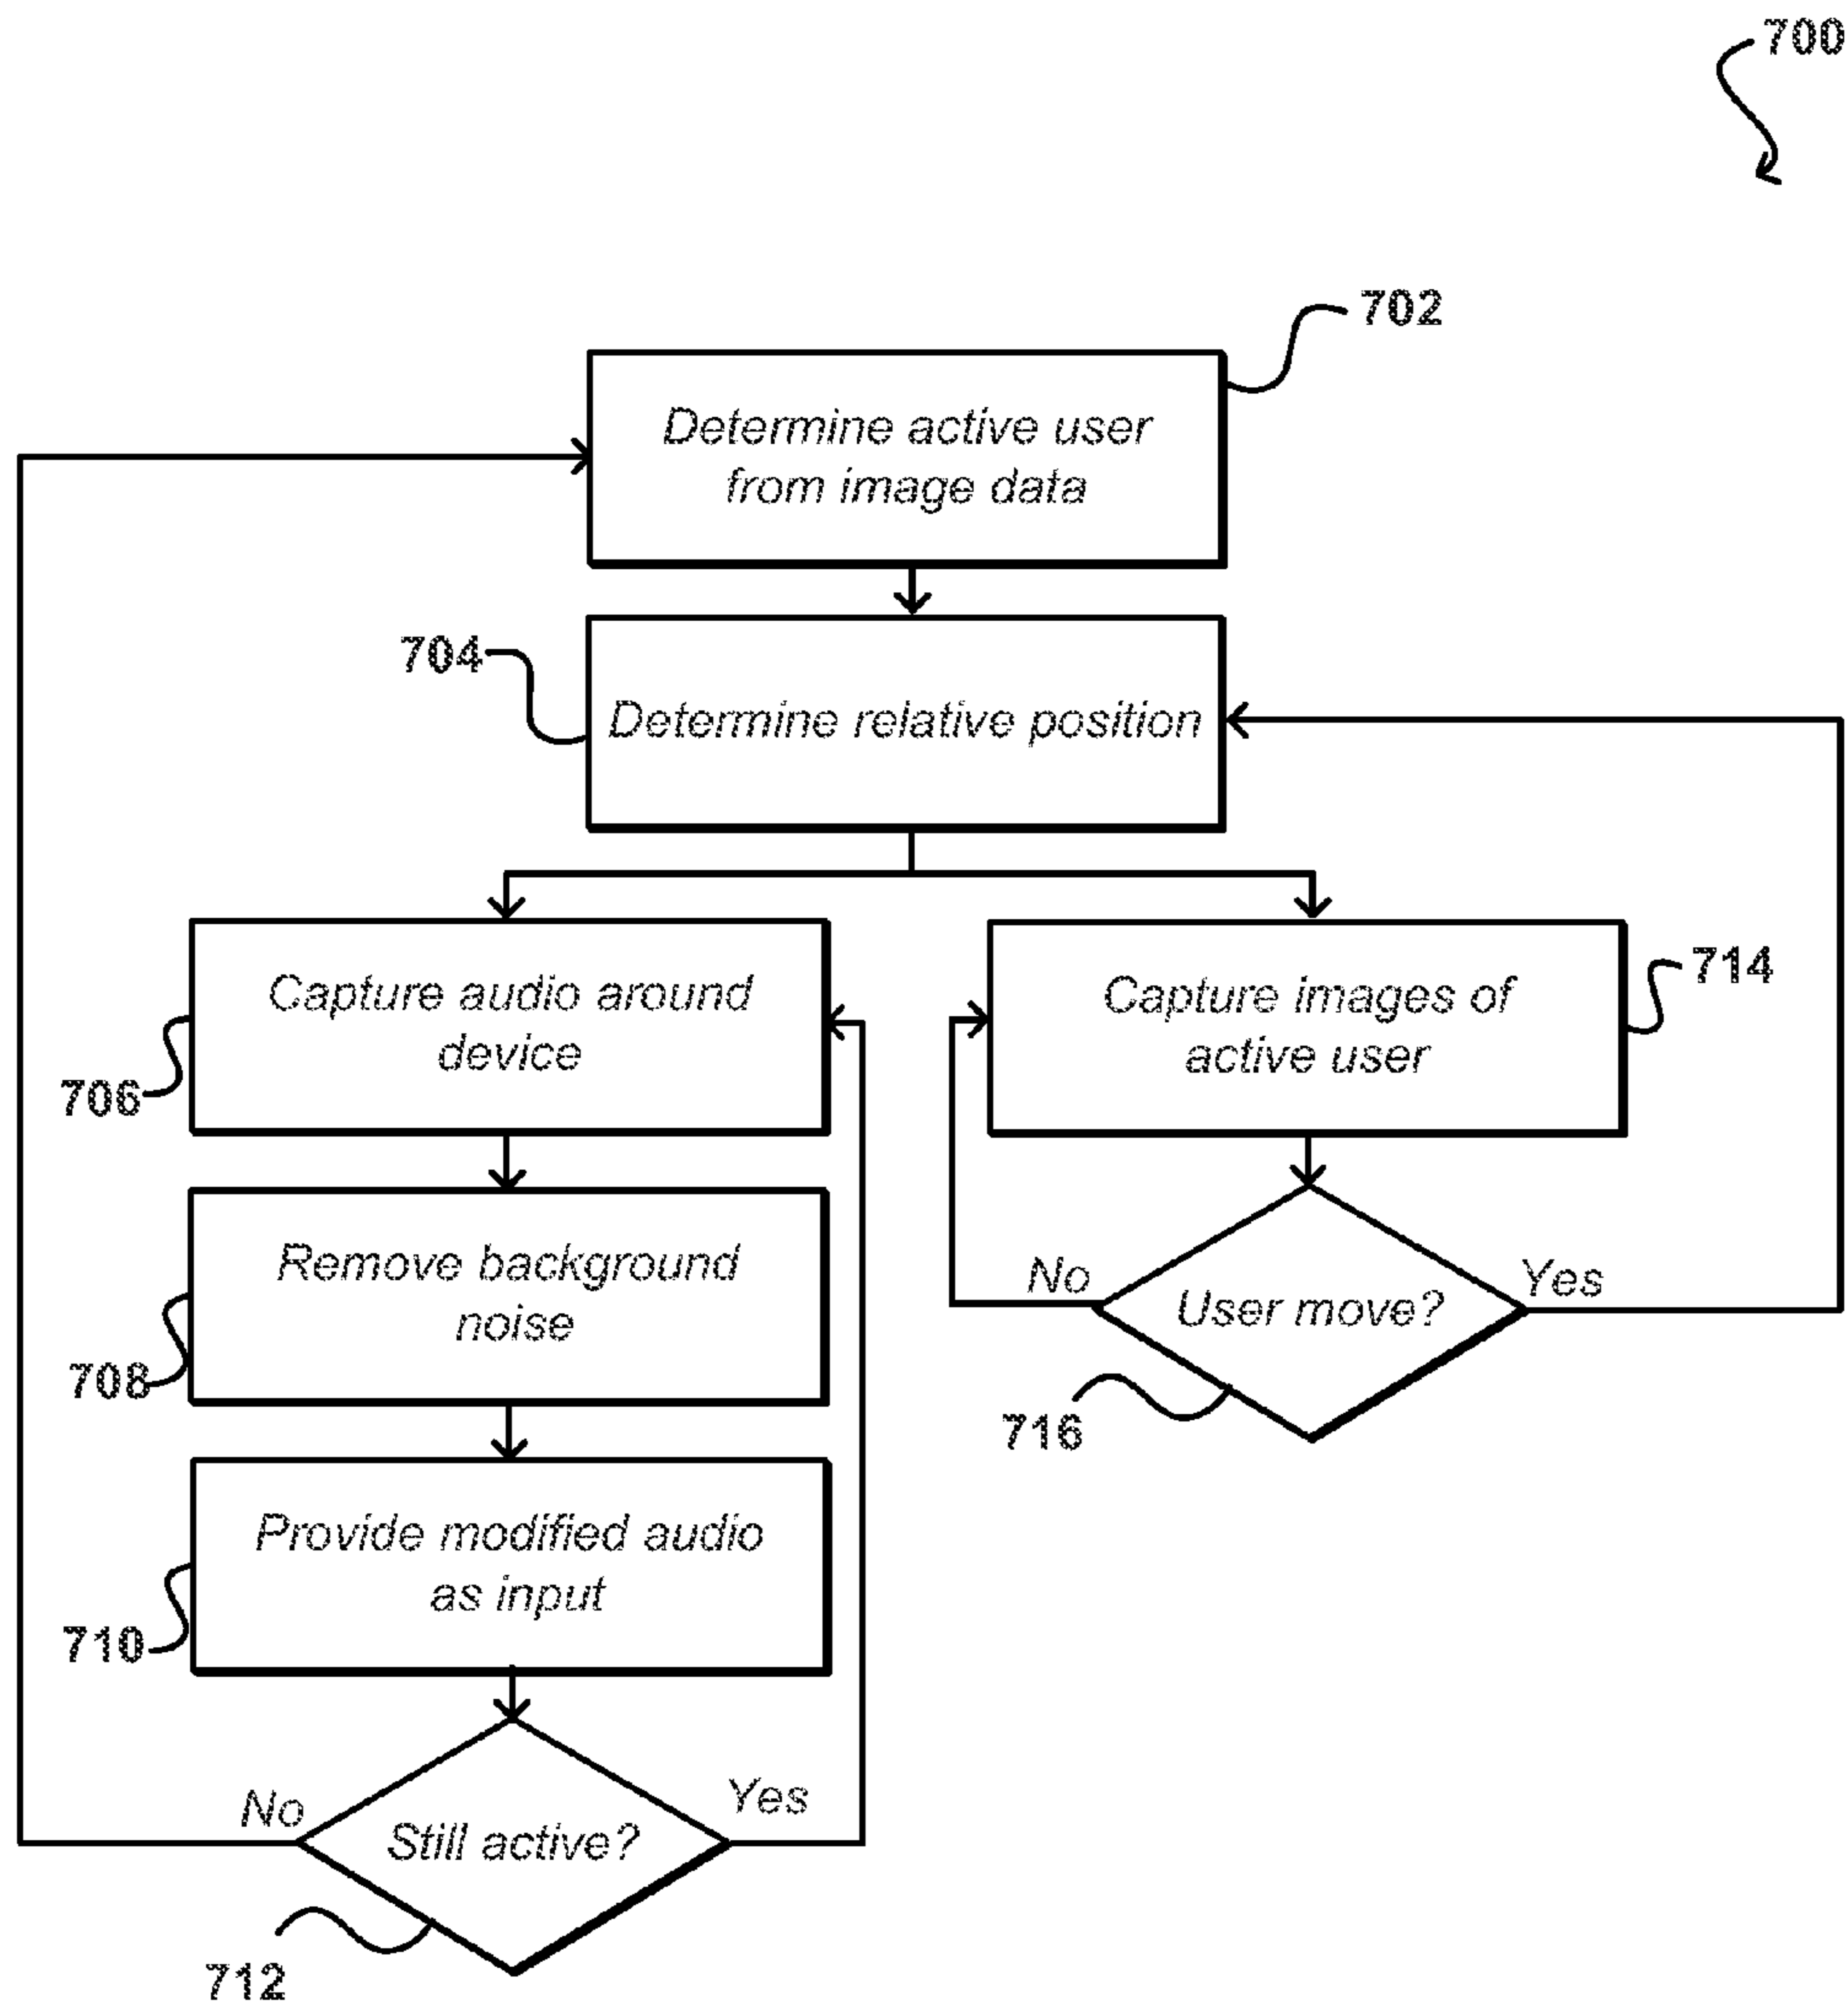 700
702
Determine active user
from image data
704
Determine relative position
Capture audio around
device
706
Capture images of
active user
714
Remove background
noise
708
No
User move?
Yes
716
Provide modified audio
as input
710
No
Still active?
Yes
712